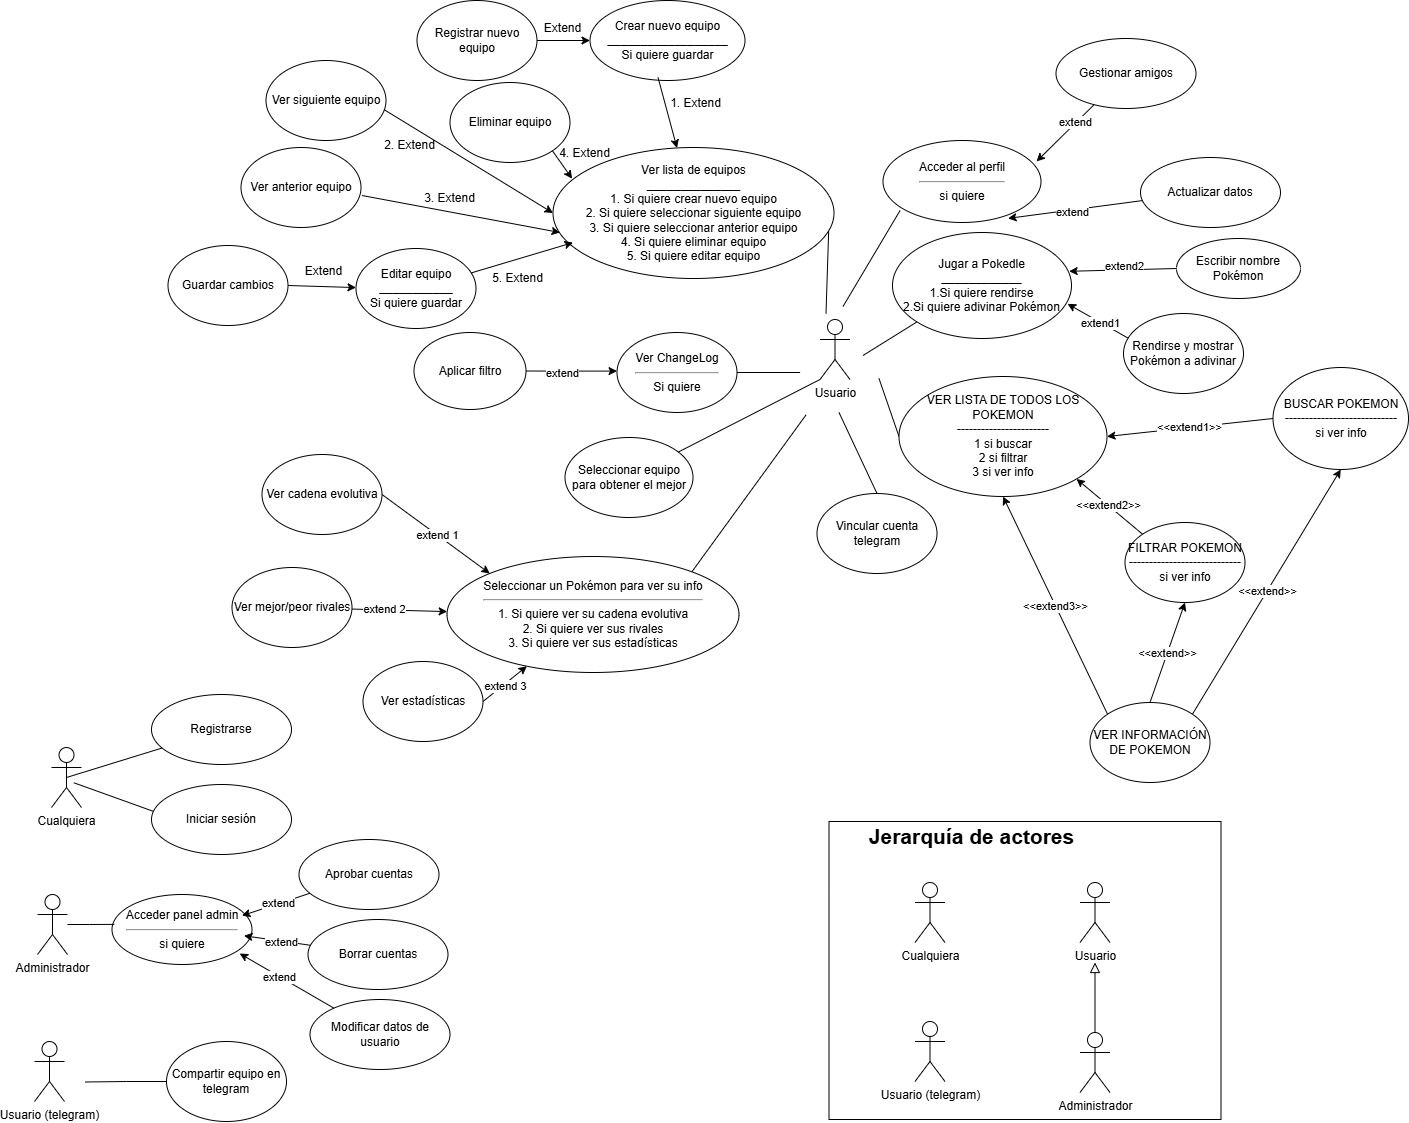 Registrar nuevo
equipo
Extend
Crear nuevo equipo
Si quiere guardar
1. Extend
Ver siguiente equipo
2. Extend
Eliminar equipo
4. Extend
Ver anterior equipo
3. Extend
Ver lista de equipos
1. Si quiere crear nuevo equipo
2. Si quiere seleccionar siguiente equipo
3. Si quiere seleccionar anterior equipo
4. Si quiere eliminar equipo
5. Si quiere editar equipo
Guardar cambios
Extend
Editar equipo
Si quiere guardar
5. Extend
Gestionar amigos
extend
Acceder al perfil
si quiere
Actualizar datos
extend
Jugar a Pokedle
1.Si quiere rendirse
2.Si quiere adivinar Pokémon
extend2
Escribir nombre
Pokémon
extend1
Rendirse y mostrar
Pokémon a adivinar
Aplicar filtro
extend
Ver ChangeLog
Si quiere
Usuario
Seleccionar equipo
para obtener el mejor
Vincular cuenta
telegram
VER LISTA DE TODOS LOS
POKEMON
-----------------------
1 si buscar
2 si filtrar
3 si ver info
<<extend1>>
BUSCAR POKEMON
----------------------------
si ver info
<<extend2>>
FILTRAR POKEMON
----------------------------
si ver info
<<extend3>>
<<extend>>
<<extend>>
VER INFORMACIÓN
DE POKEMON
Ver cadena evolutiva
extend 1
Ver mejor/peor rivales
extend 2
Seleccionar un Pokémon para ver su info
1. Si quiere ver su cadena evolutiva
2. Si quiere ver sus rivales
3. Si quiere ver sus estadísticas
Ver estadísticas
extend 3
Registrarse
Cualquiera
Iniciar sesión
Administrador
Acceder panel admin
si quiere
extend
Aprobar cuentas
extend
Borrar cuentas
extend
Modificar datos de
usuario
Usuario (telegram)
Compartir equipo en
telegram
Jerarquía de actores
Cualquiera
Usuario
Usuario (telegram)
Administrador